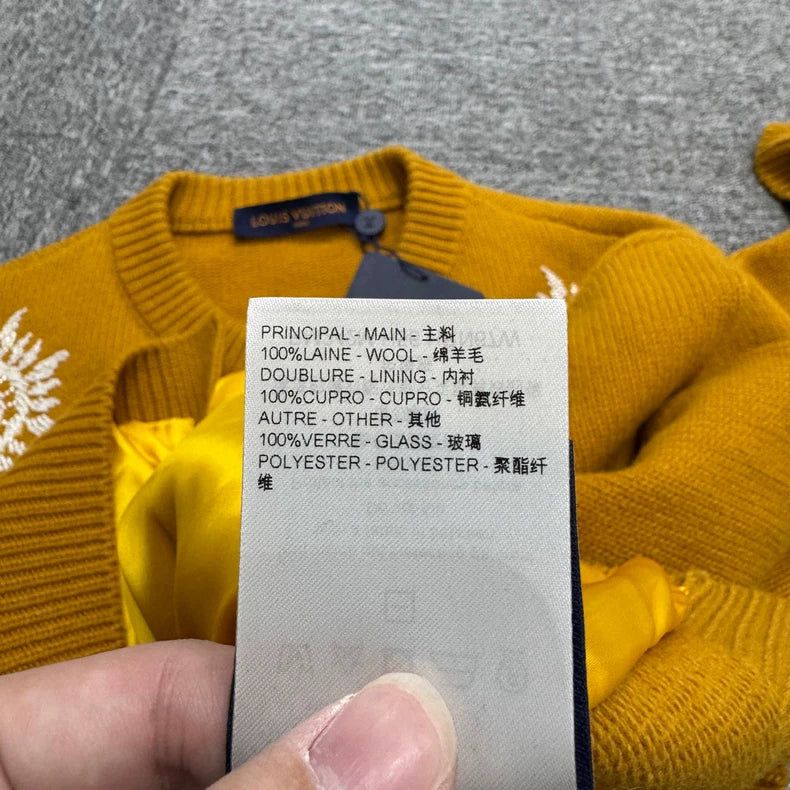 LOUIS VUITTON
PRINCIPAL - MAIN - 主料
100%LAINE - WOOL - 绵羊毛
DOUBLURE - LINING - 内衬
100%CUPRO - CUPRO - 铜氨纤维
AUTRE - OTHER - 其他
100%VERRE - GLASS - 玻璃
POLYESTER - POLYESTER - 聚酯纤
维